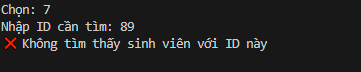 Chọn: 7
Nhập ID cần tìm: 89
❌ Không tìm thấy sinh viên với ID này